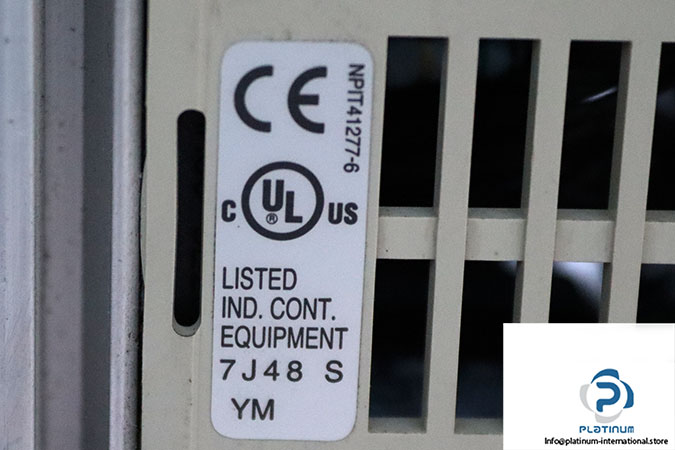 CE
NPIT41277-6
C UL ® US
LISTED
IND. CONT.
EQUIPMENT
7J48 S
YM
PLATINUM
Info@platinum-international.store